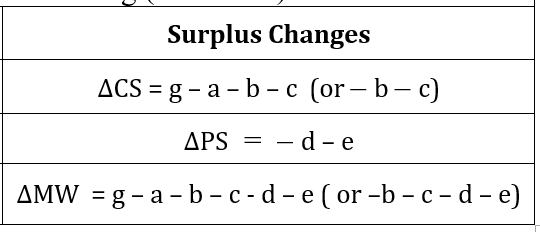 Surplus Changes
ΔCS = g – a – b – c (or – b – c)
ΔPS = – d – e
ΔMW = g – a – b – c - d – e ( or –b – c – d – e)